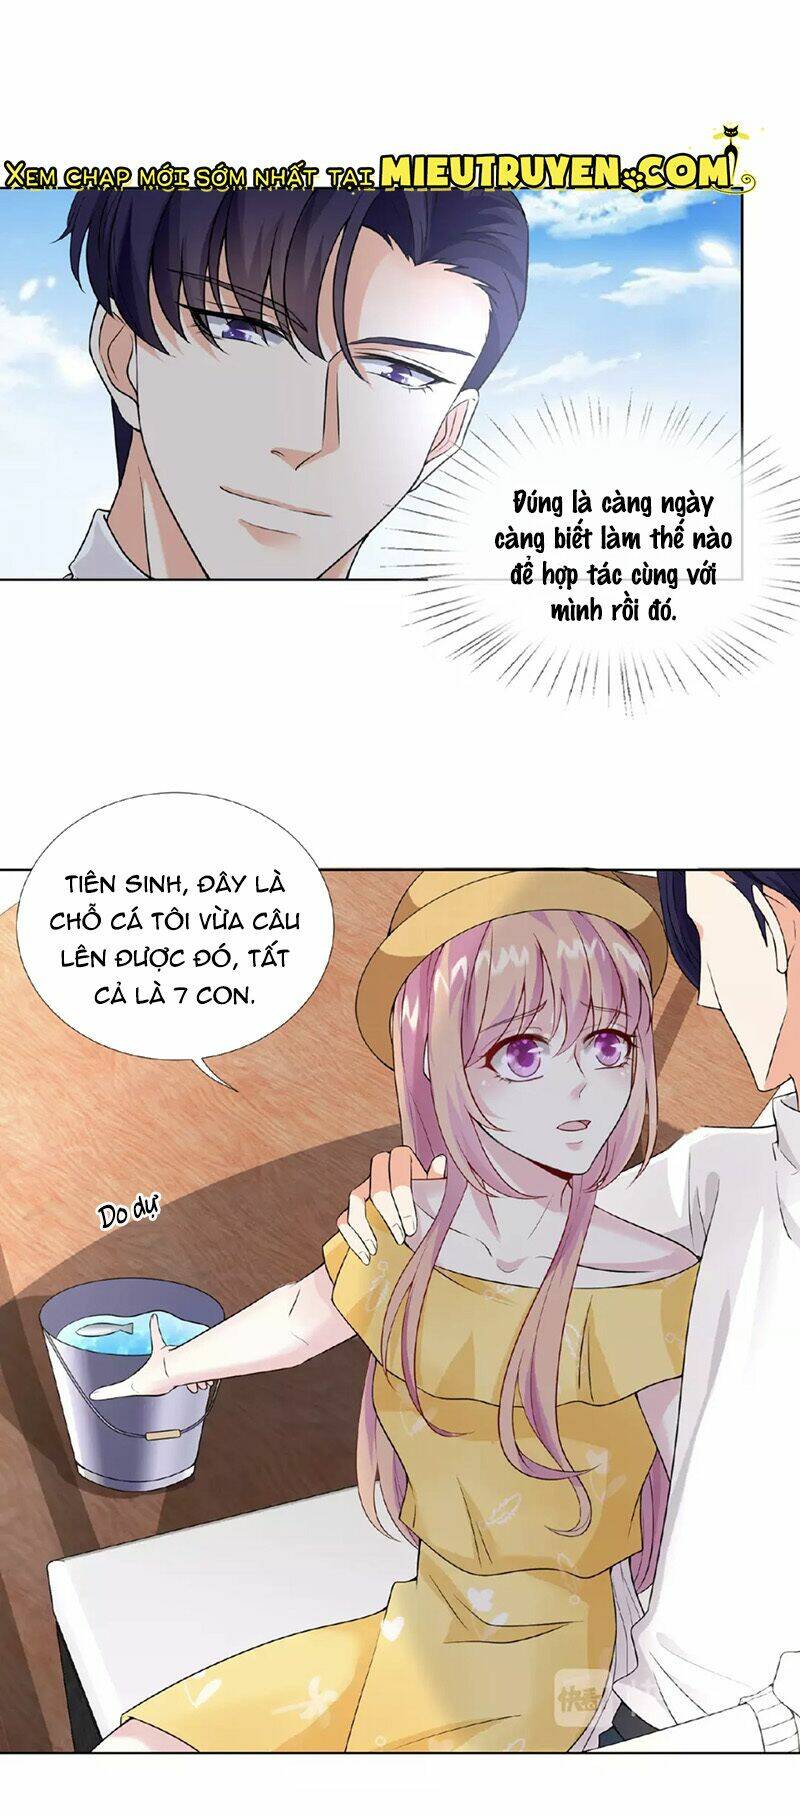 XEM CHAP MỚI SỚM NHẤT TẠI MIEUTRUYEN.COM
Đúng là càng ngày
càng biết làm thế nào
để hợp tác cùng với
mình rồi đó.
TIÊN SINH, ĐÂY LÀ
CHỖ CÁ TÔI VỪA CÂU
LÊN ĐƯỢC ĐÓ, TẤT
CẢ LÀ 7 CON.
Do dự
快看